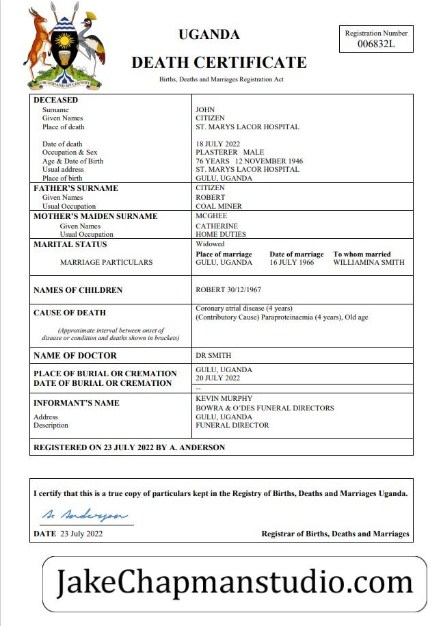 UGANDA
DEATH CERTIFICATE
Births, Deaths and Marriages Registration Act
Registration Number
006832L
DECEASED
Surname JOHN
Given Names CITIZEN
Place of death ST. MARYS LACOR HOSPITAL
Date of death 18 JULY 2022
Occupation & Sex PLASTERER MALE
Age & Date of Birth 76 YEARS 12 NOVEMBER 1946
Usual address ST. MARYS LACOR HOSPITAL
Place of birth GULU, UGANDA
FATHER'S SURNAME CITIZEN
Given Names ROBERT
Usual Occupation COAL MINER
MOTHER'S MAIDEN SURNAME MCGHEE
Given Names CATHERINE
Usual Occupation HOME DUTIES
MARITAL STATUS Widowed
Place of marriage Date of marriage To whom married
MARRIAGE PARTICULARS GULU, UGANDA 16 JULY 1966 WILLIAMINA SMITH
NAMES OF CHILDREN ROBERT 30/12/1967
Coronary atrial disease (4 years)
CAUSE OF DEATH (Contributory Cause) Paraproteinaemia (4 years), Old age
(Approximate interval between onset of
disease or condition and deaths shown in brackets)
NAME OF DOCTOR DR SMITH
PLACE OF BURIAL OR CREMATION GULU, UGANDA
DATE OF BURIAL OR CREMATION 20 JULY 2022
--
INFORMANT'S NAME KEVIN MURPHY
BOWRA & O'DES FUNERAL DIRECTORS
Address GULU, UGANDA
Description FUNERAL DIRECTOR
REGISTERED ON 23 JULY 2022 BY A. ANDERSON
I certify that this is a true copy of particulars kept in the Registry of Births, Deaths and Marriages Uganda.
A. Anderson
DATE 23 July 2022 Registrar of Births, Deaths and Marriages
JakeChapmanstudio.com